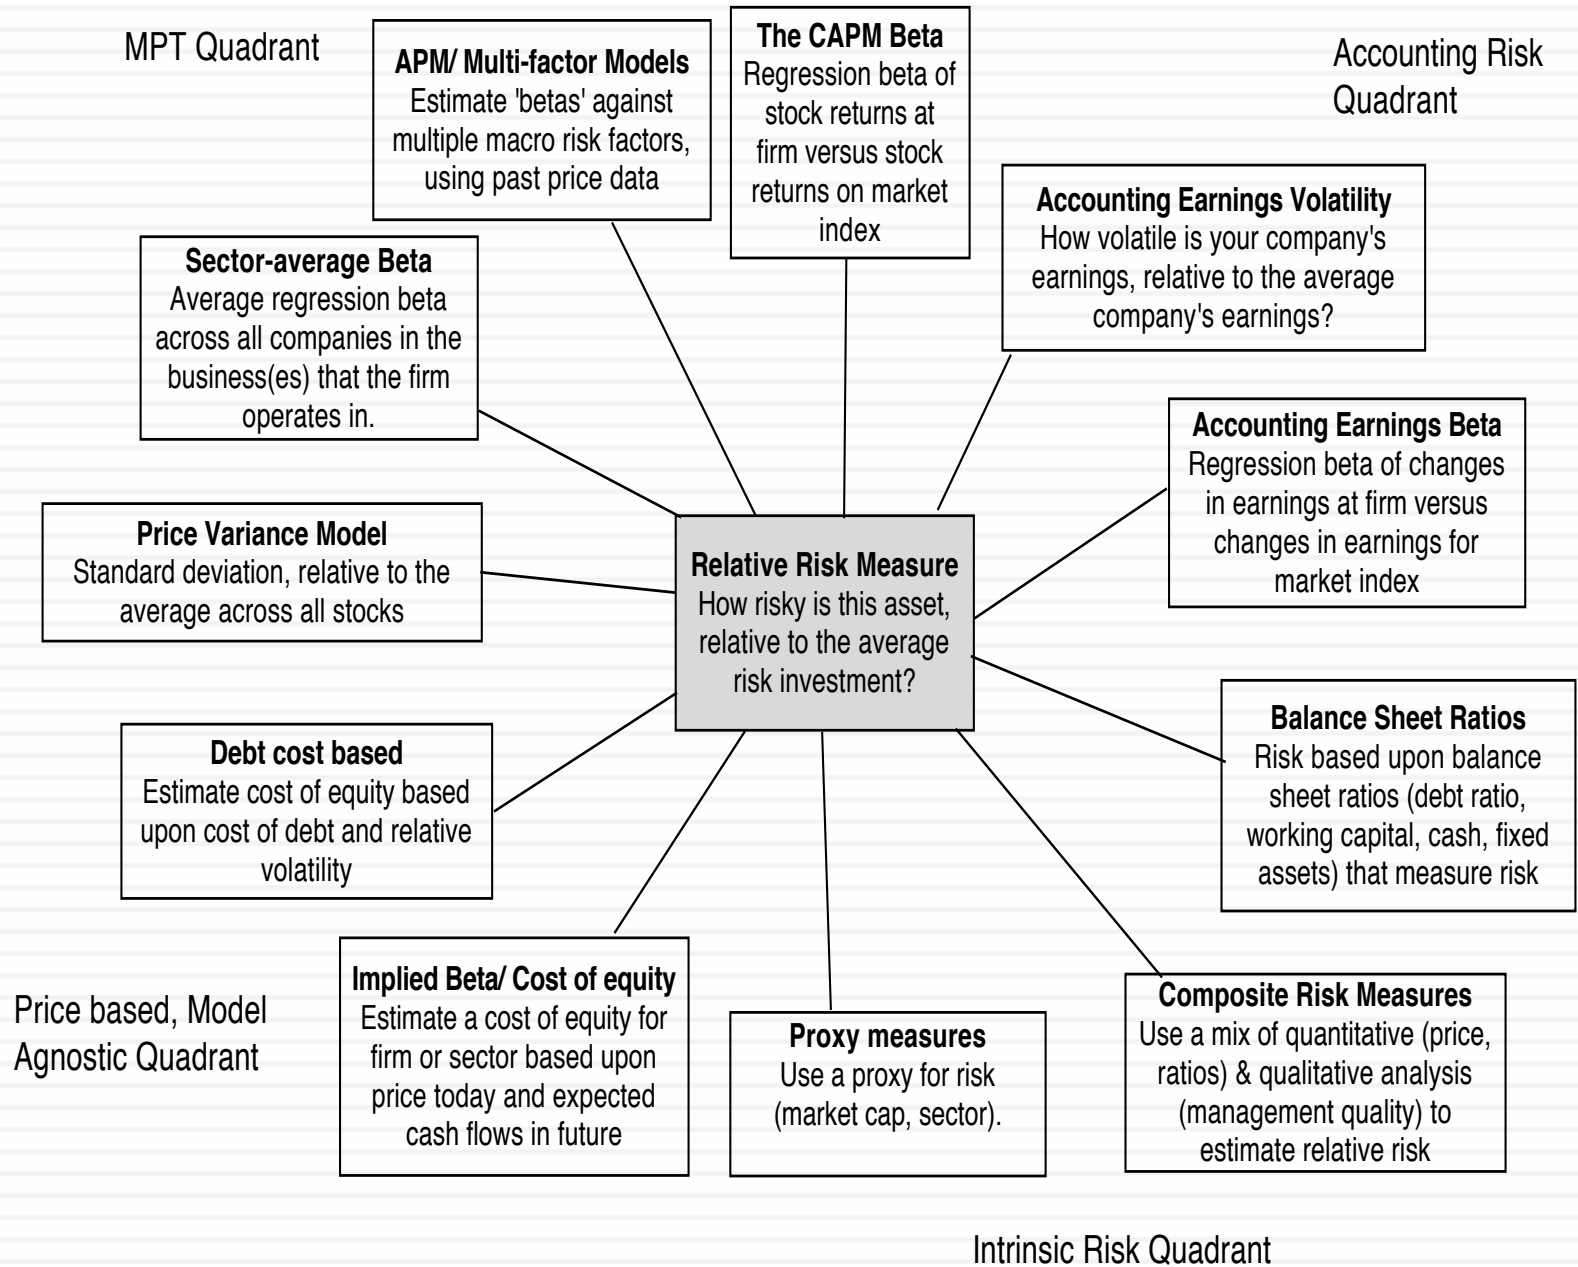 MPT Quadrant
APM/ Multi-factor Models
Estimate 'betas' against
multiple macro risk factors,
using past price data
The CAPM Beta
Regression beta of
stock returns at
firm versus stock
returns on market
index
Accounting Risk
Quadrant
Accounting Earnings Volatility
How volatile is your company's
earnings, relative to the average
company's earnings?
Sector-average Beta
Average regression beta
across all companies in the
business(es) that the firm
operates in.
Accounting Earnings Beta
Regression beta of changes
in earnings at firm versus
changes in earnings for
market index
Price Variance Model
Standard deviation, relative to the
average across all stocks
Relative Risk Measure
How risky is this asset,
relative to the average
risk investment?
Balance Sheet Ratios
Risk based upon balance
sheet ratios (debt ratio,
working capital, cash, fixed
assets) that measure risk
Debt cost based
Estimate cost of equity based
upon cost of debt and relative
volatility
Price based, Model
Agnostic Quadrant
Implied Beta/ Cost of equity
Estimate a cost of equity for
firm or sector based upon
price today and expected
cash flows in future
Proxy measures
Use a proxy for risk
(market cap, sector).
Composite Risk Measures
Use a mix of quantitative (price,
ratios) & qualitative analysis
(management quality) to
estimate relative risk
Intrinsic Risk Quadrant